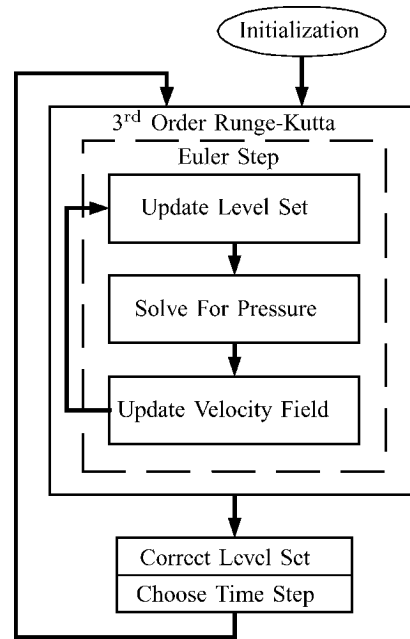 Initialization
3rd Order Runge-Kutta
Euler Step
Update Level Set
Solve For Pressure
Update Velocity Field
Correct Level Set
Choose Time Step